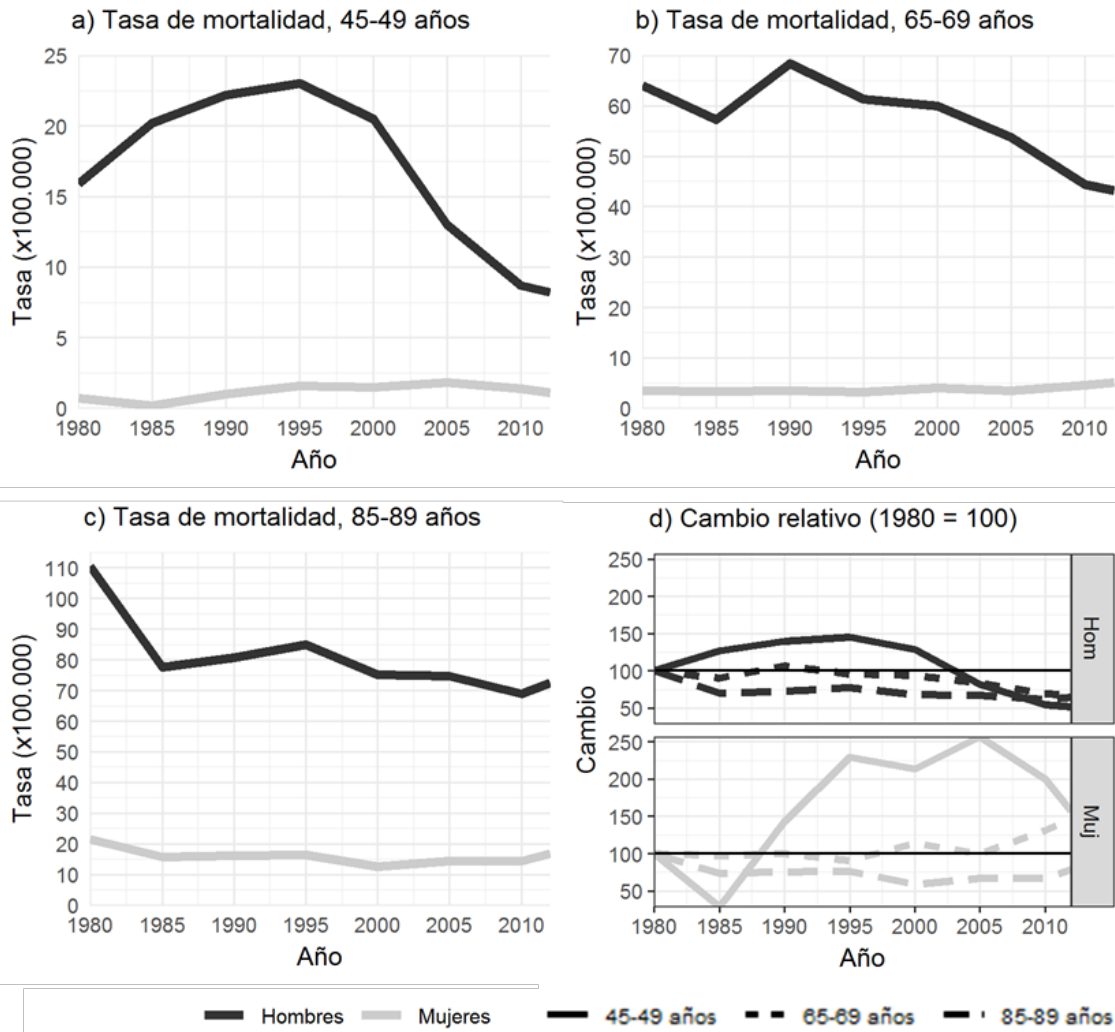 a) Tasa de mortalidad, 45-49 años
25
20
15
10
5
0
Tasa (x100.000)
1980 1985 1990 1995 2000 2005 2010
Año
b) Tasa de mortalidad, 65-69 años
70
60
50
40
30
20
10
0
Tasa (x100.000)
1980 1985 1990 1995 2000 2005 2010
Año
c) Tasa de mortalidad, 85-89 años
110
100
90
80
70
60
50
40
30
20
10
0
Tasa (x100.000)
1980 1985 1990 1995 2000 2005 2010
Año
d) Cambio relativo (1980 = 100)
250
200
150
100
50
Hom
Cambio
250
200
150
100
50
Muj
1980 1985 1990 1995 2000 2005 2010
Año
Hombres Mujeres 45-49 años 65-69 años 85-89 años